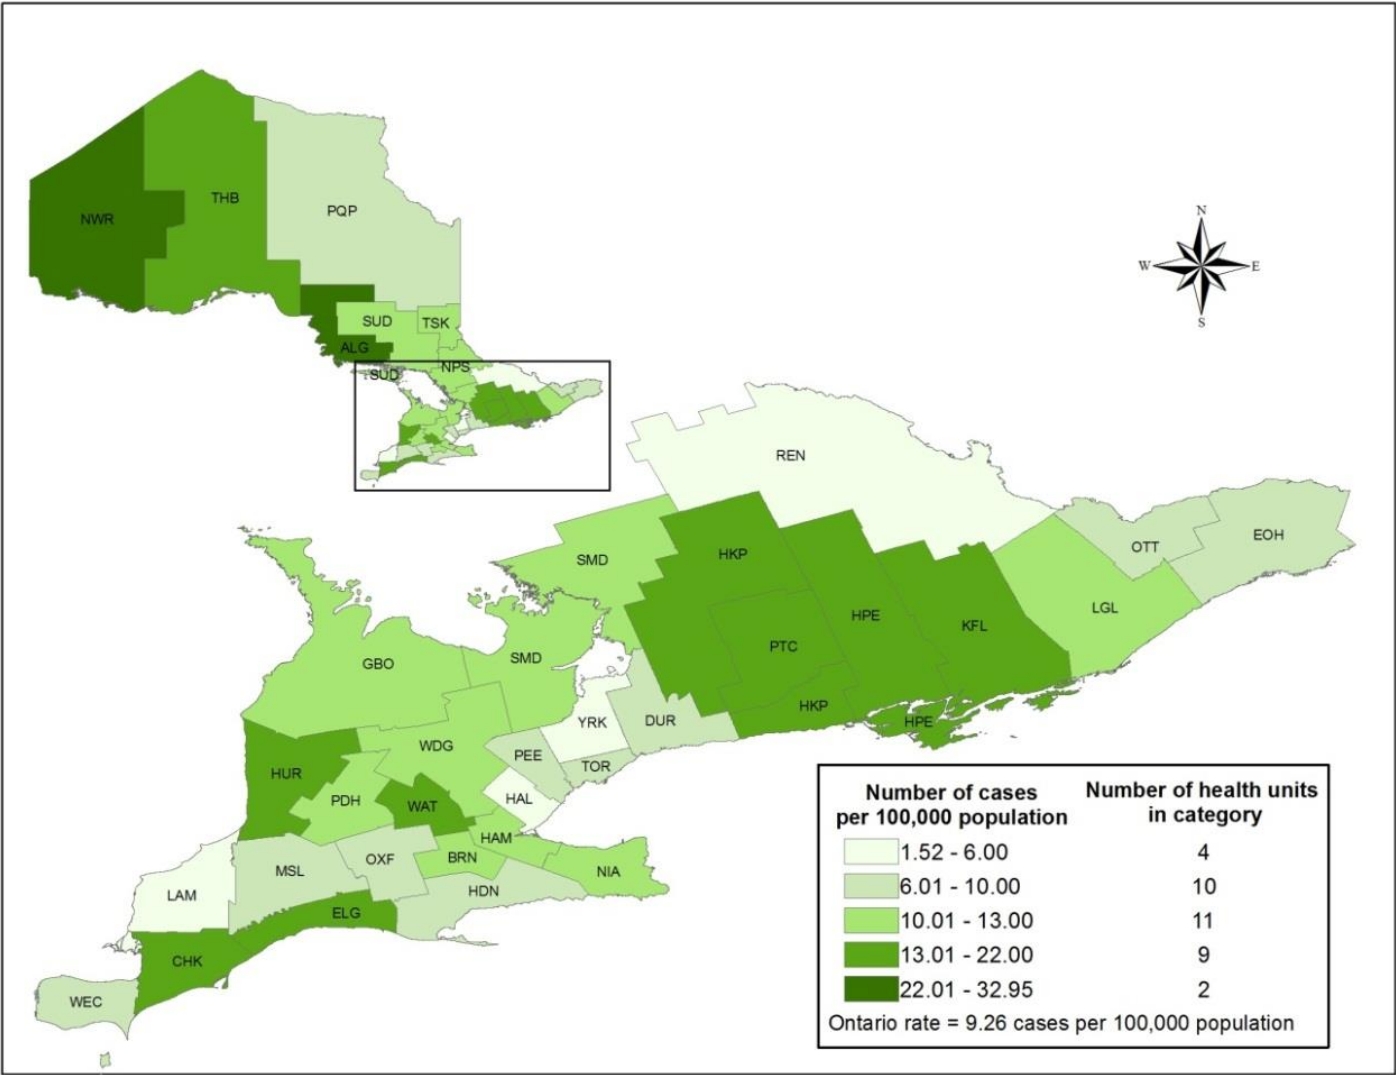 N
W E
S
NWR
THB
PQP
SUD
TSK
ALG
NPS
SUD
REN
SMD
HKP
OTT
EOH
HPE
KFL
LGL
PTC
GBO
SMD
HKP
HPE
YRK
DUR
WDG
PEE
TOR
HUR
PDH
WAT
HAL
HAM
MSL
OXF
BRN
NIA
LAM
HDN
ELG
CHK
WEC
Number of cases
per 100,000 population
Number of health units
in category
1.52 - 6.00 4
6.01 - 10.00 10
10.01 - 13.00 11
13.01 - 22.00 9
22.01 - 32.95 2
Ontario rate = 9.26 cases per 100,000 population